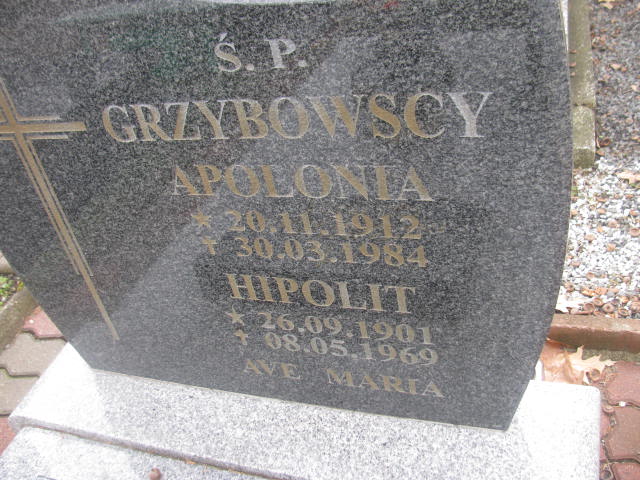 Ś. P.
GRZYBOWSCY
APOLONIA
* 20.11.1912
† 30.03.1984
HIPOLIT
* 26.09.1901
† 08.05.1969
AVE MARIA